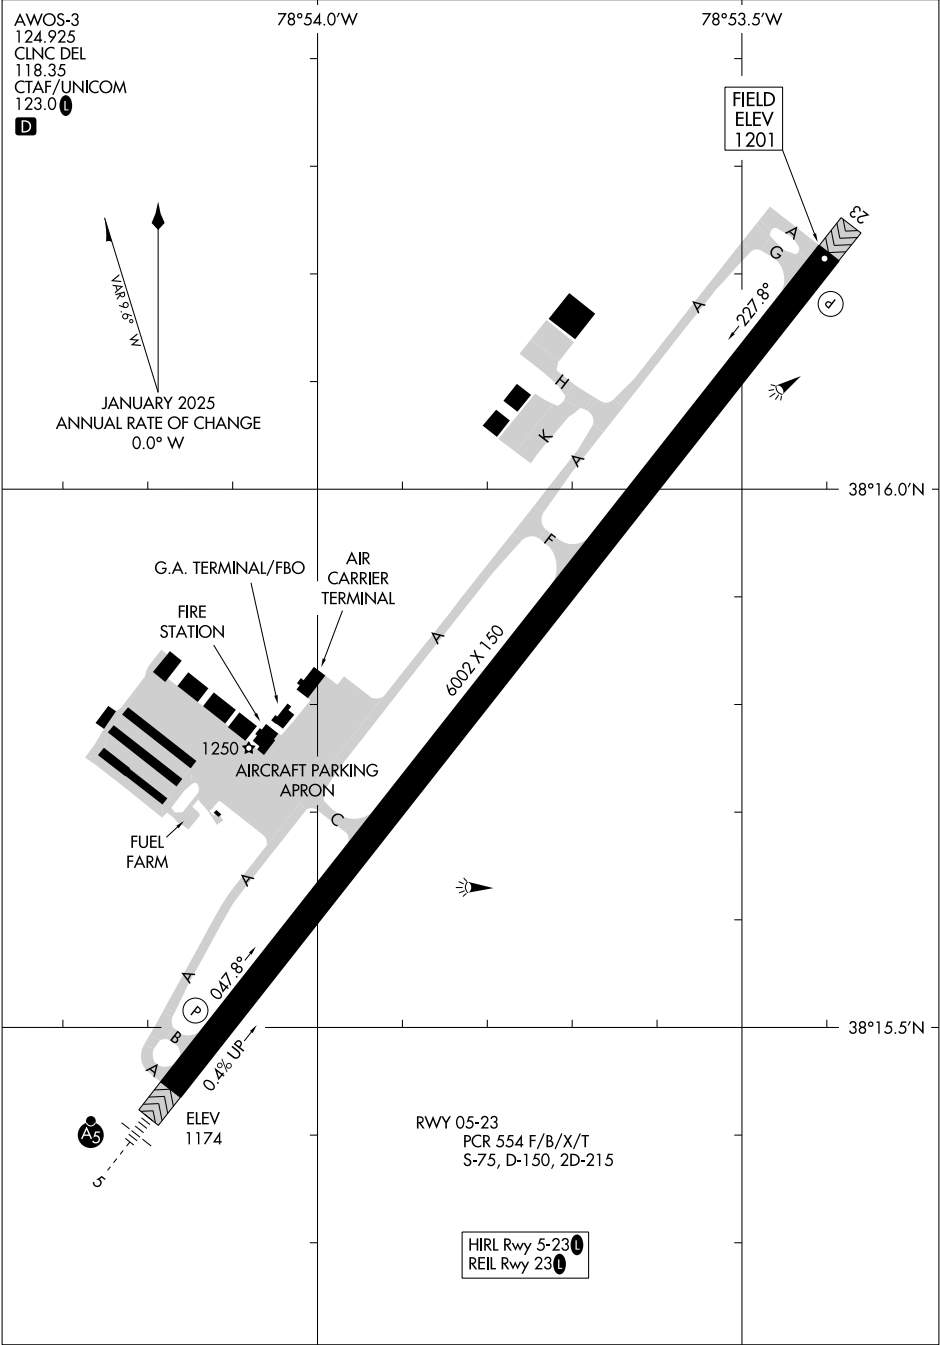 AWOS-3
124.925
CLNC DEL
118.35
CTAF/UNICOM
123.0 L
D
78°54.0'W
78°53.5'W
FIELD
ELEV
1201
23
A
G
A
227.8°
P
VAR 9.6° W
JANUARY 2025
ANNUAL RATE OF CHANGE
0.0° W
H
K
A
38°16.0'N
F
G.A. TERMINAL/FBO
AIR
CARRIER
TERMINAL
FIRE
STATION
A
6002 X 150
1250
AIRCRAFT PARKING
APRON
C
FUEL
FARM
A
A
047.8°
P
B
A
0.4% UP
38°15.5'N
ELEV
1174
A5
5
RWY 05-23
PCR 554 F/B/X/T
S-75, D-150, 2D-215
HIRL Rwy 5-23 L
REIL Rwy 23 L